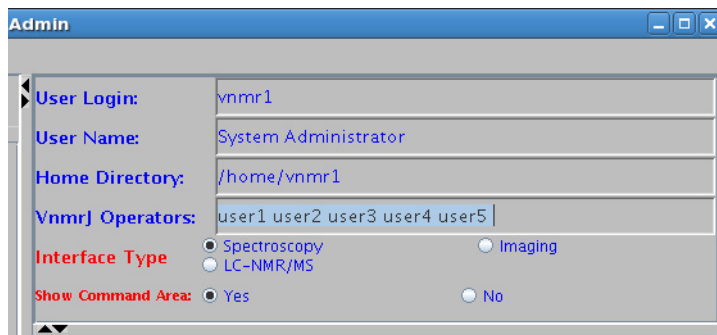 Admin
User Login: vnmr1
User Name: System Administrator
Home Directory: /home/vnmr1
VnmrJ Operators: user1 user2 user3 user4 user5
Interface Type Spectroscopy Imaging
LC-NMR/MS
Show Command Area: Yes No